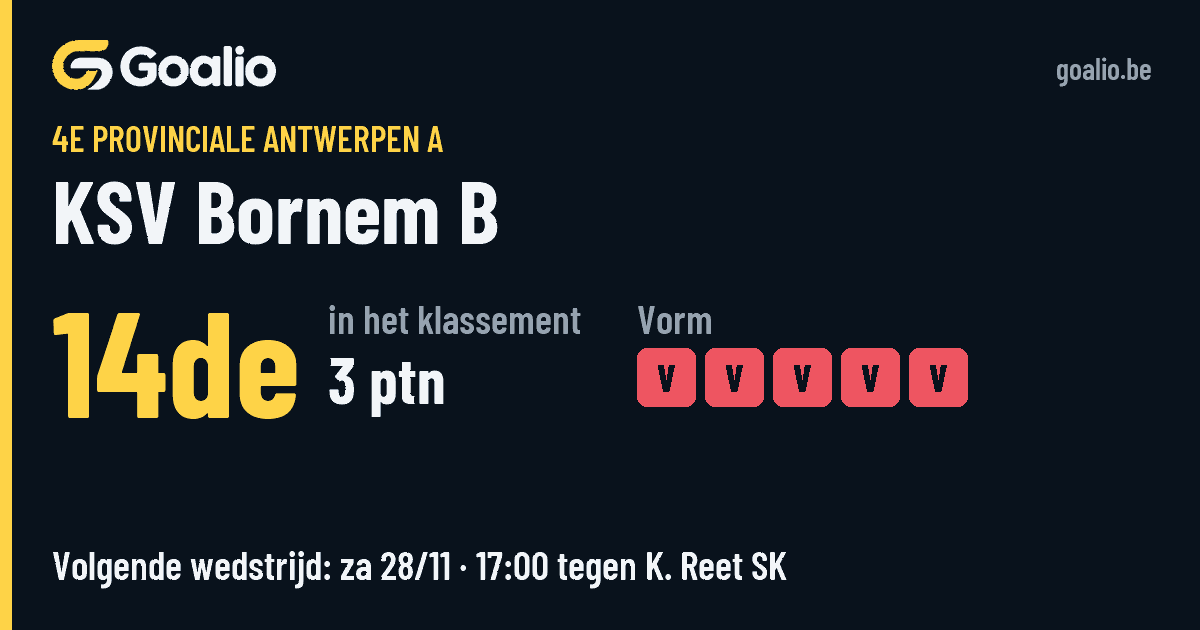 Goalio
goalio.be
4E PROVINCIALE ANTWERPEN A
KSV Bornem B
14de
in het klassement
3 ptn
Vorm
V V V V V
Volgende wedstrijd: za 28/11 · 17:00 tegen K. Reet SK